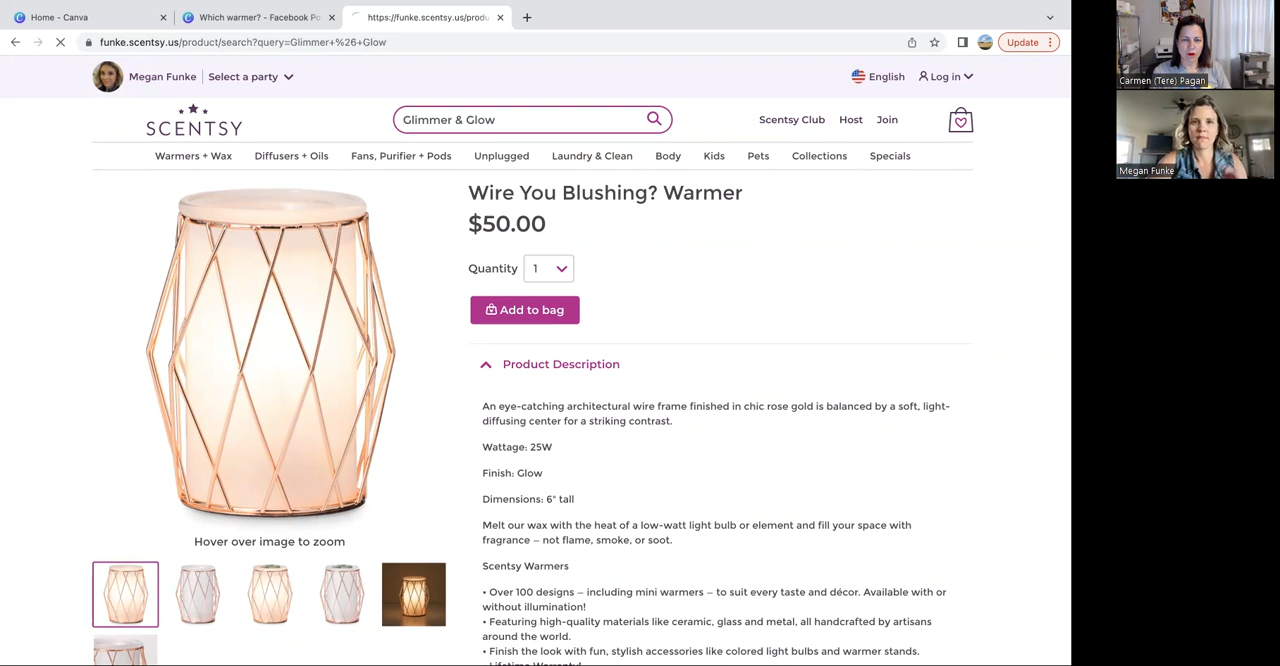 Home - Canva
Which warmer? - Facebook Po
https://funke.scentsy.us/produ
funke.scentsy.us/product/search?query=Glimmer+%26+Glow
Update
Megan Funke
Select a party
English
Log in
SCENTSY
Glimmer & Glow
Scentsy Club
Host
Join
Warmers + Wax
Diffusers + Oils
Fans, Purifier + Pods
Unplugged
Laundry & Clean
Body
Kids
Pets
Collections
Specials
Wire You Blushing? Warmer
$50.00
Quantity
1
Add to bag
Product Description
An eye-catching architectural wire frame finished in chic rose gold is balanced by a soft, light-
diffusing center for a striking contrast.
Wattage: 25W
Finish: Glow
Dimensions: 6" tall
Melt our wax with the heat of a low-watt light bulb or element and fill your space with
fragrance – not flame, smoke, or soot.
Scentsy Warmers
• Over 100 designs – including mini warmers – to suit every taste and décor. Available with or
without illumination!
• Featuring high-quality materials like ceramic, glass and metal, all handcrafted by artisans
around the world.
• Finish the look with fun, stylish accessories like colored light bulbs and warmer stands.
• Lifetime Warranty!
Hover over image to zoom
Carmen (Tere) Pagan
Megan Funke